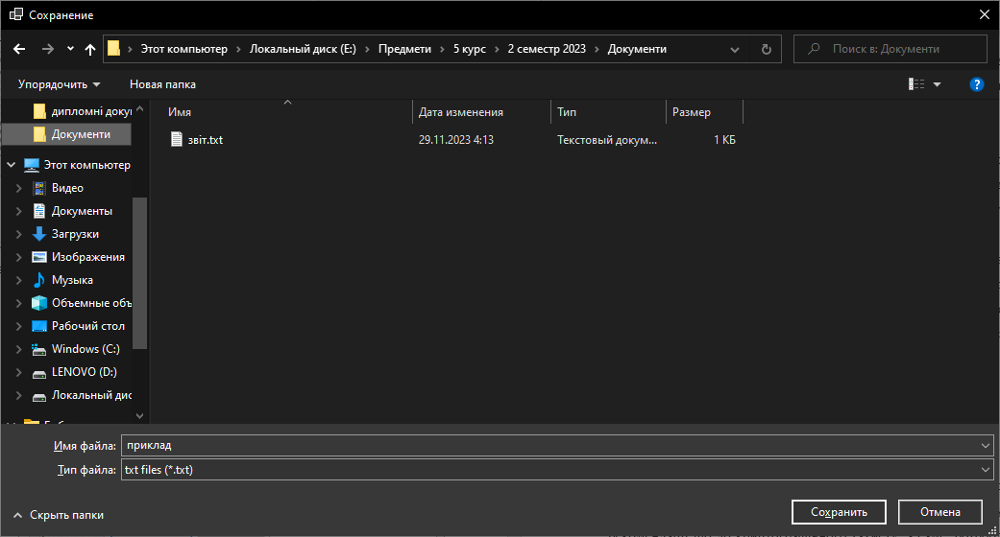 Сохранение
Этот компьютер › Локальный диск (E:) › Предмети › 5 курс › 2 семестр 2023 › Документи
Поиск в: Документи
Упорядочить
Новая папка
?
дипломні доку
Документи
Этот компьютер
Видео
Документы
Загрузки
Изображения
Музыка
Объемные объ
Рабочий стол
Windows (C:)
LENOVO (D:)
Локальный дис
Имя Дата изменения Тип Размер
звіт.txt 29.11.2023 4:13 Текстовый докум... 1 КБ
Имя файла: приклад
Тип файла: txt files (*.txt)
Скрыть папки
Сохранить
Отмена